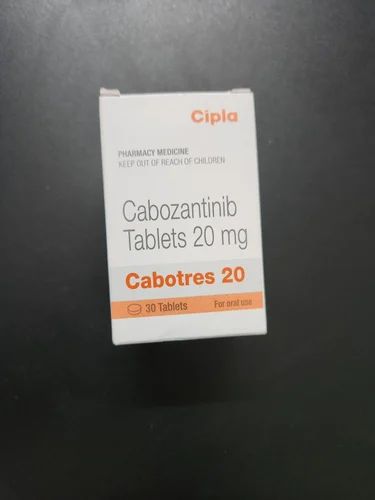 Cipla
PHARMACY MEDICINE
KEEP OUT OF REACH OF CHILDREN
Cabozantinib
Tablets 20 mg
Cabotres 20
30 Tablets
For oral use